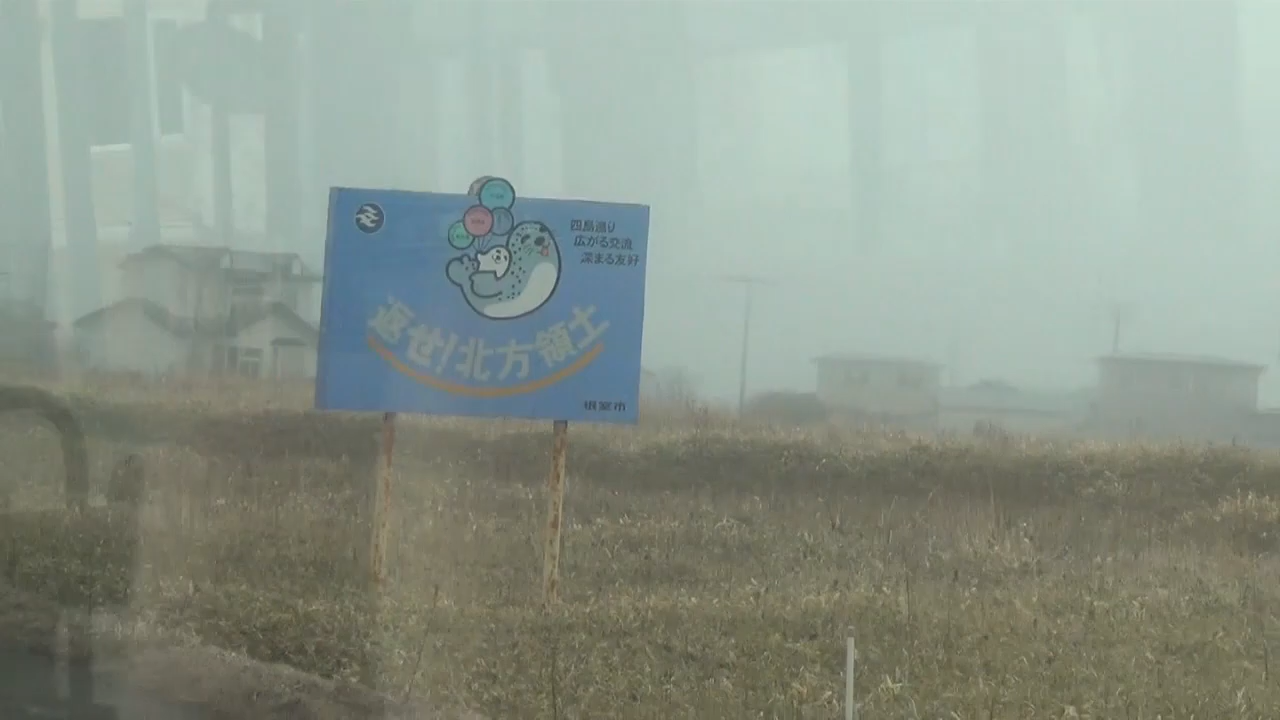 四島巡り
広がる交流
深まる友好
返せ!北方領土
根室市